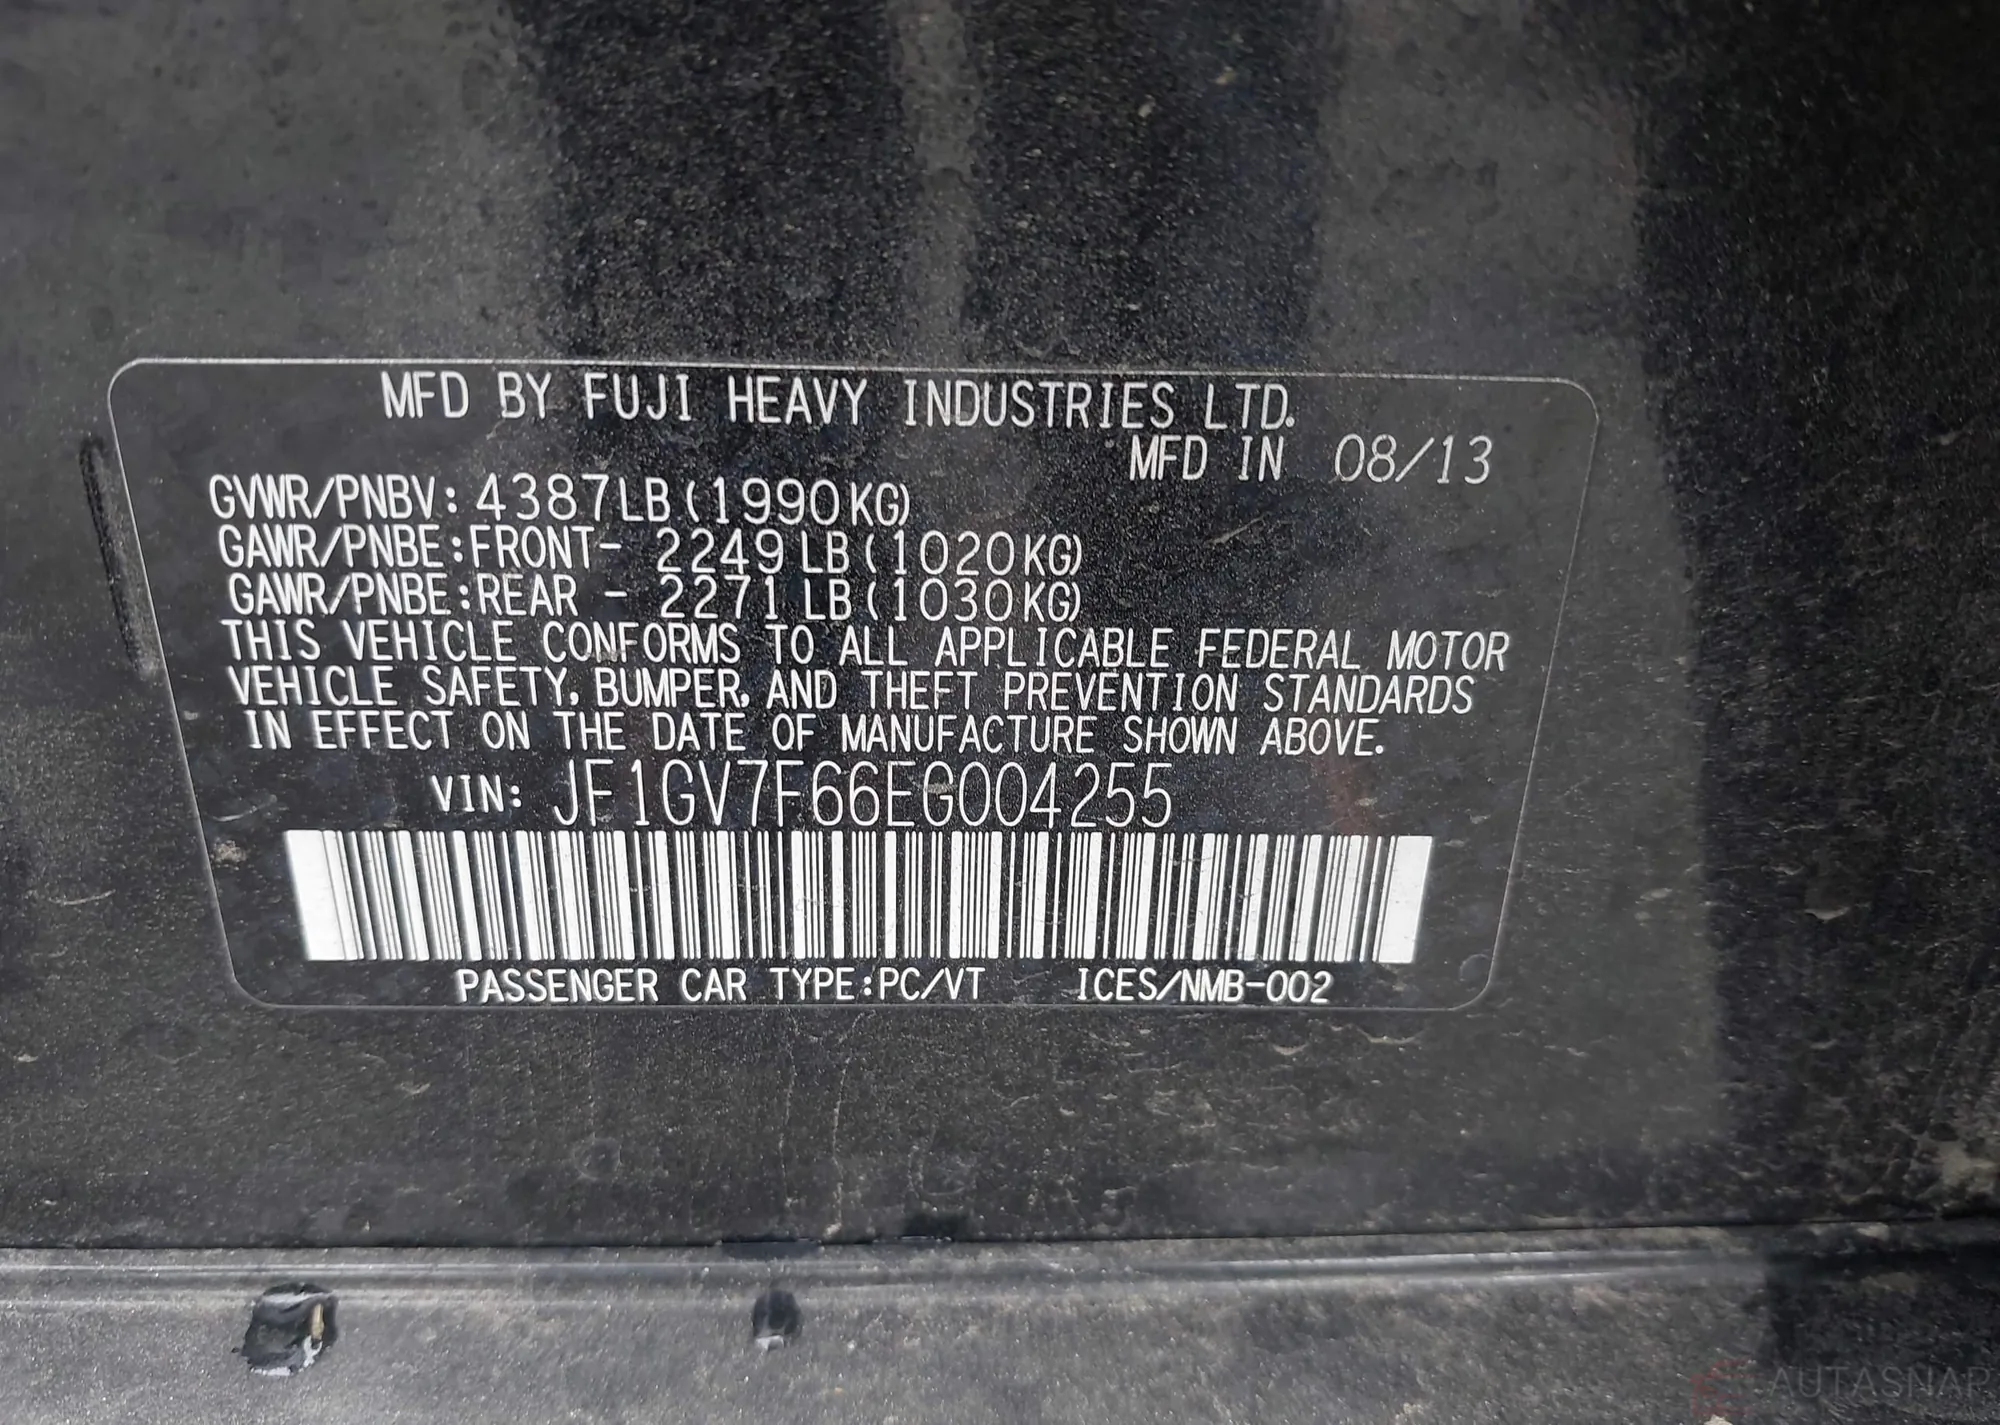 MFD BY FUJI HEAVY INDUSTRIES LTD.
MFD IN 08/13
GVWR/PNBV: 4387LB(1990KG)
GAWR/PNBE:FRONT- 2249LB(1020KG)
GAWR/PNBE:REAR - 2271LB(1030KG)
THIS VEHICLE CONFORMS TO ALL APPLICABLE FEDERAL MOTOR
VEHICLE SAFETY, BUMPER, AND THEFT PREVENTION STANDARDS
IN EFFECT ON THE DATE OF MANUFACTURE SHOWN ABOVE.
VIN: JF1GV7F66EG004255
PASSENGER CAR TYPE:PC/VT ICES/NMB-002
AUTASNAP